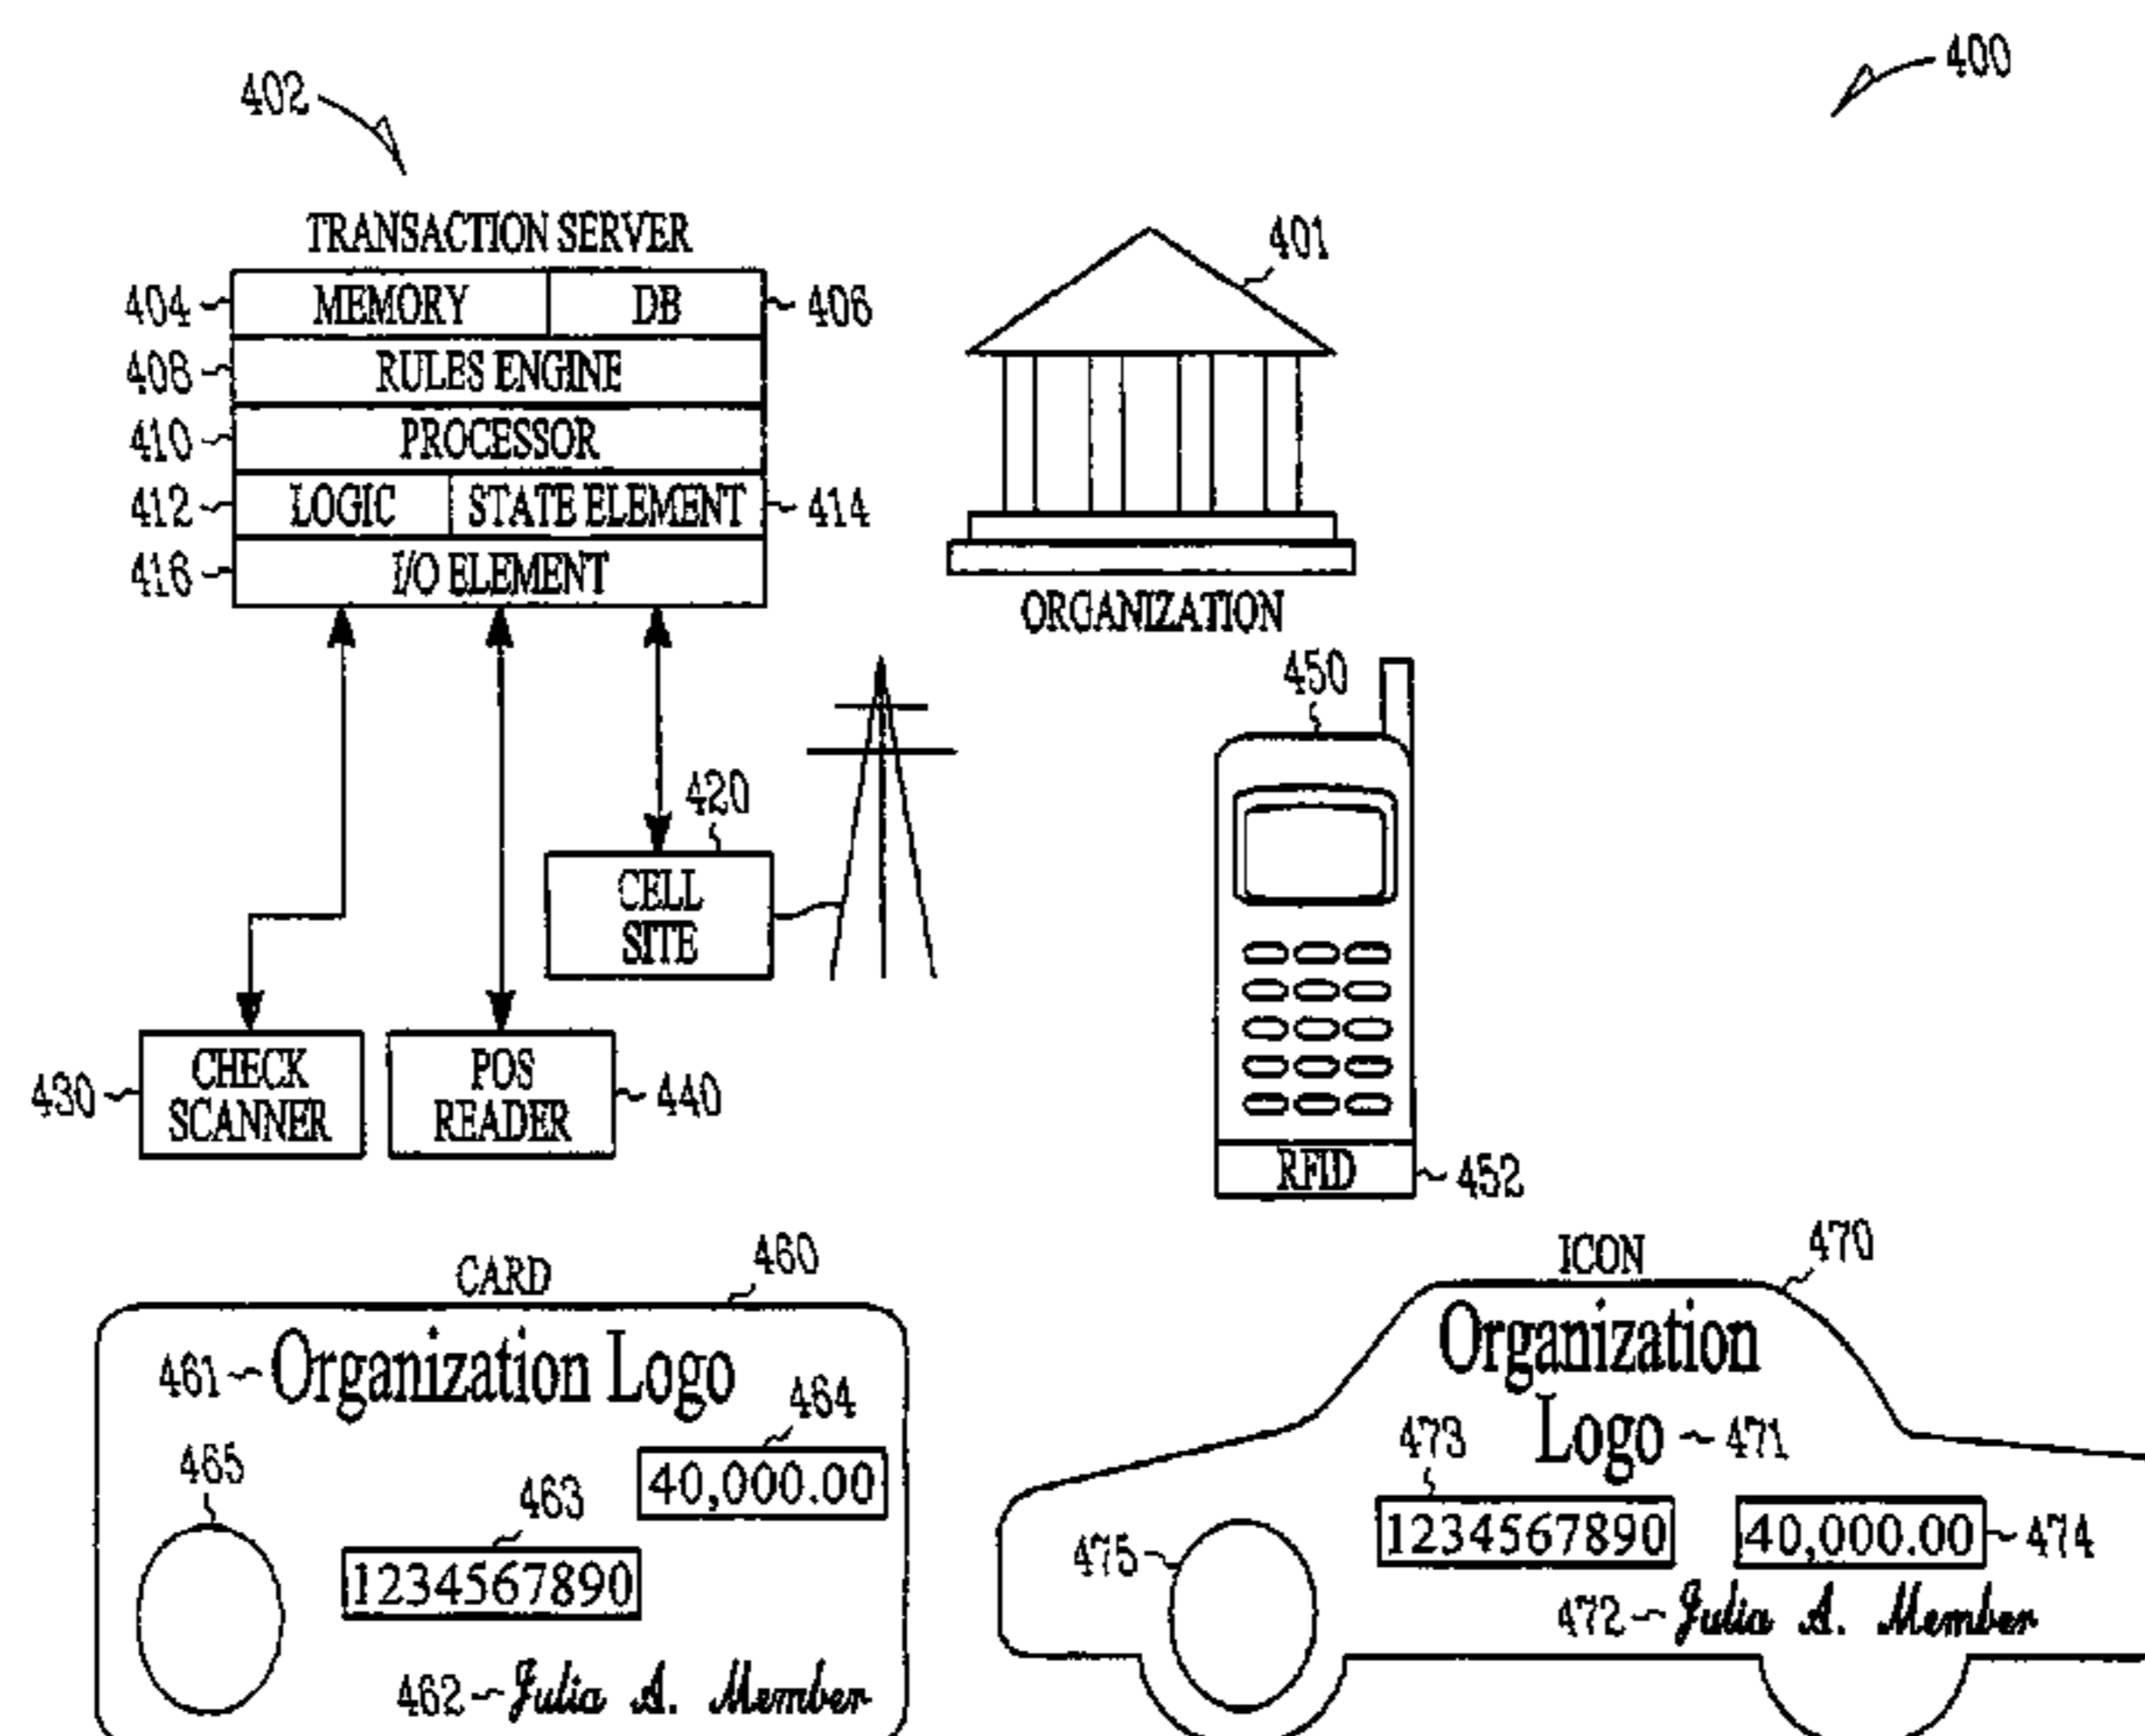 400
402
TRANSACTION SERVER
401
404 MEMORY DB 406
408 RULES ENGINE
410 PROCESSOR
412 LOGIC STATE ELEMENT 414
416 I/O ELEMENT
ORGANIZATION
450
420
CELL
SITE
430 CHECK
SCANNER
POS
READER 440
RFID 452
CARD 460
461 Organization Logo
464
40,000.00
465
463
1234567890
462 Julia A. Member
ICON 470
Organization
Logo 471
473
1234567890
40,000.00 474
475
472 Julia A. Member